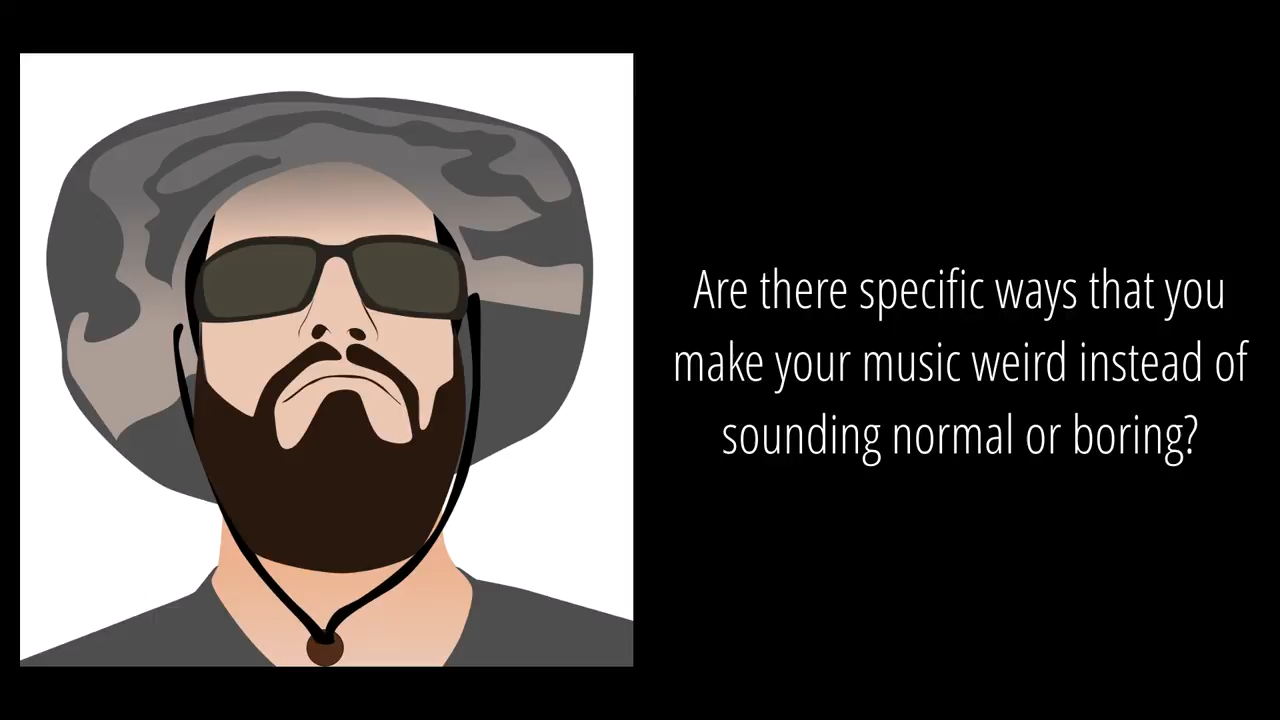 Are there specific ways that you
make your music weird instead of
sounding normal or boring?